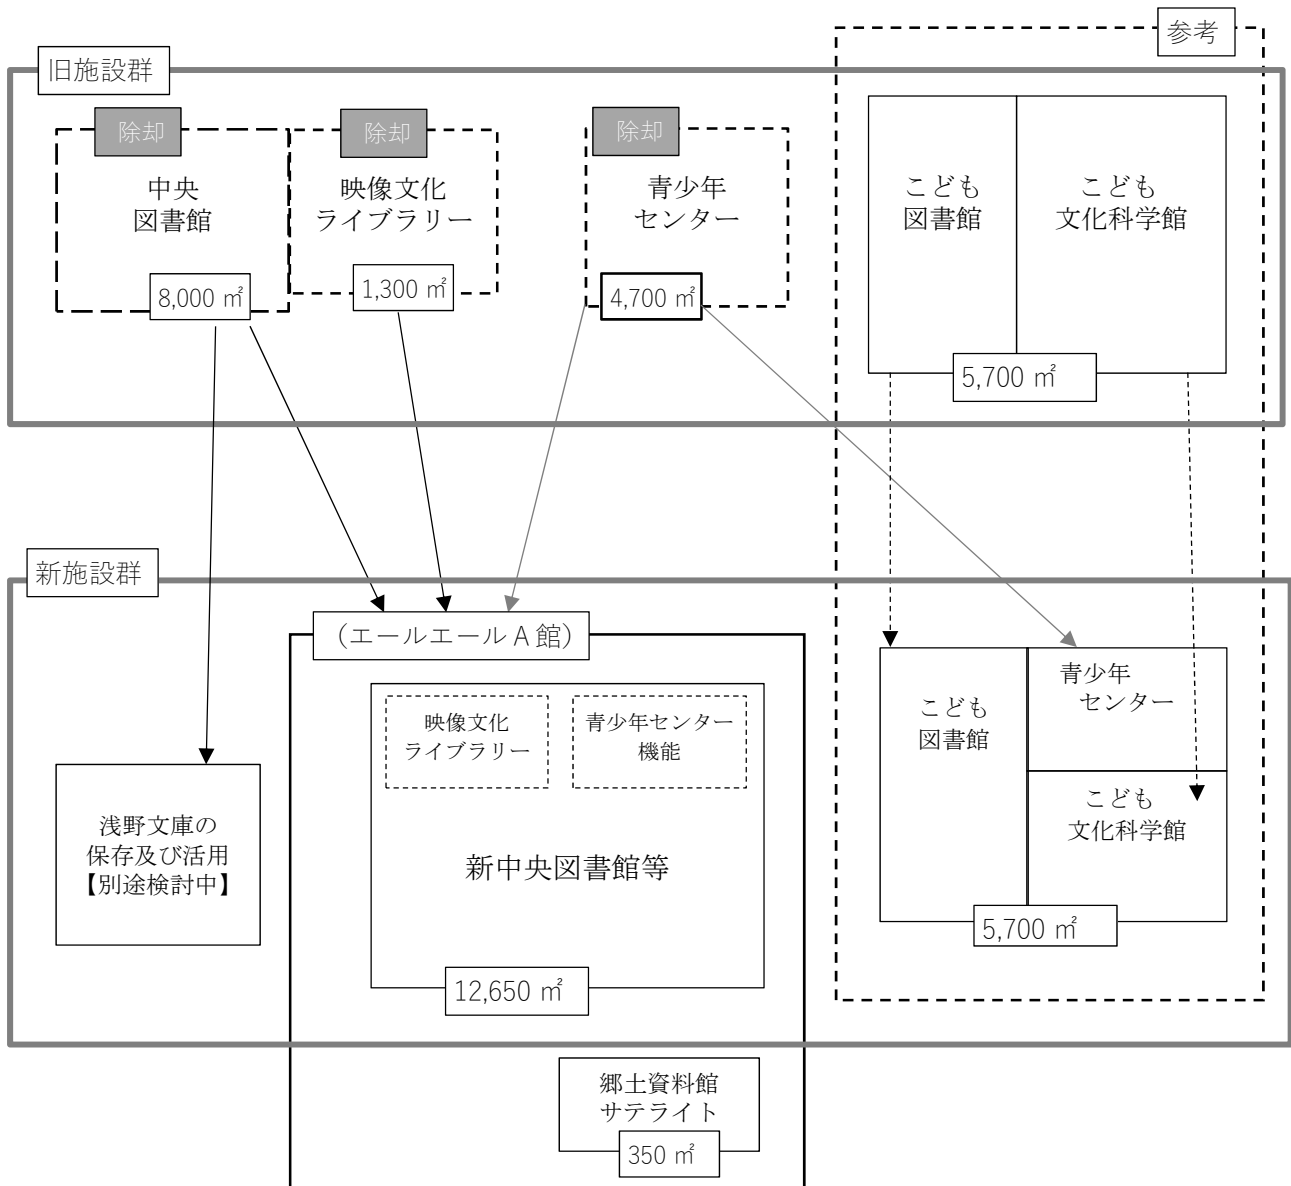 参考
旧施設群
除却
除却
除却
中央
図書館
映像文化
ライブラリー
青少年
センター
こども
図書館
こども
文化科学館
8,000 ㎡
1,300 ㎡
4,700 ㎡
5,700 ㎡
新施設群
(エールエールA館)
映像文化
ライブラリー
青少年センター
機能
新中央図書館等
12,650 ㎡
浅野文庫の
保存及び活用
【別途検討中】
こども
図書館
青少年
センター
こども
文化科学館
5,700 ㎡
郷土資料館
サテライト
350 ㎡